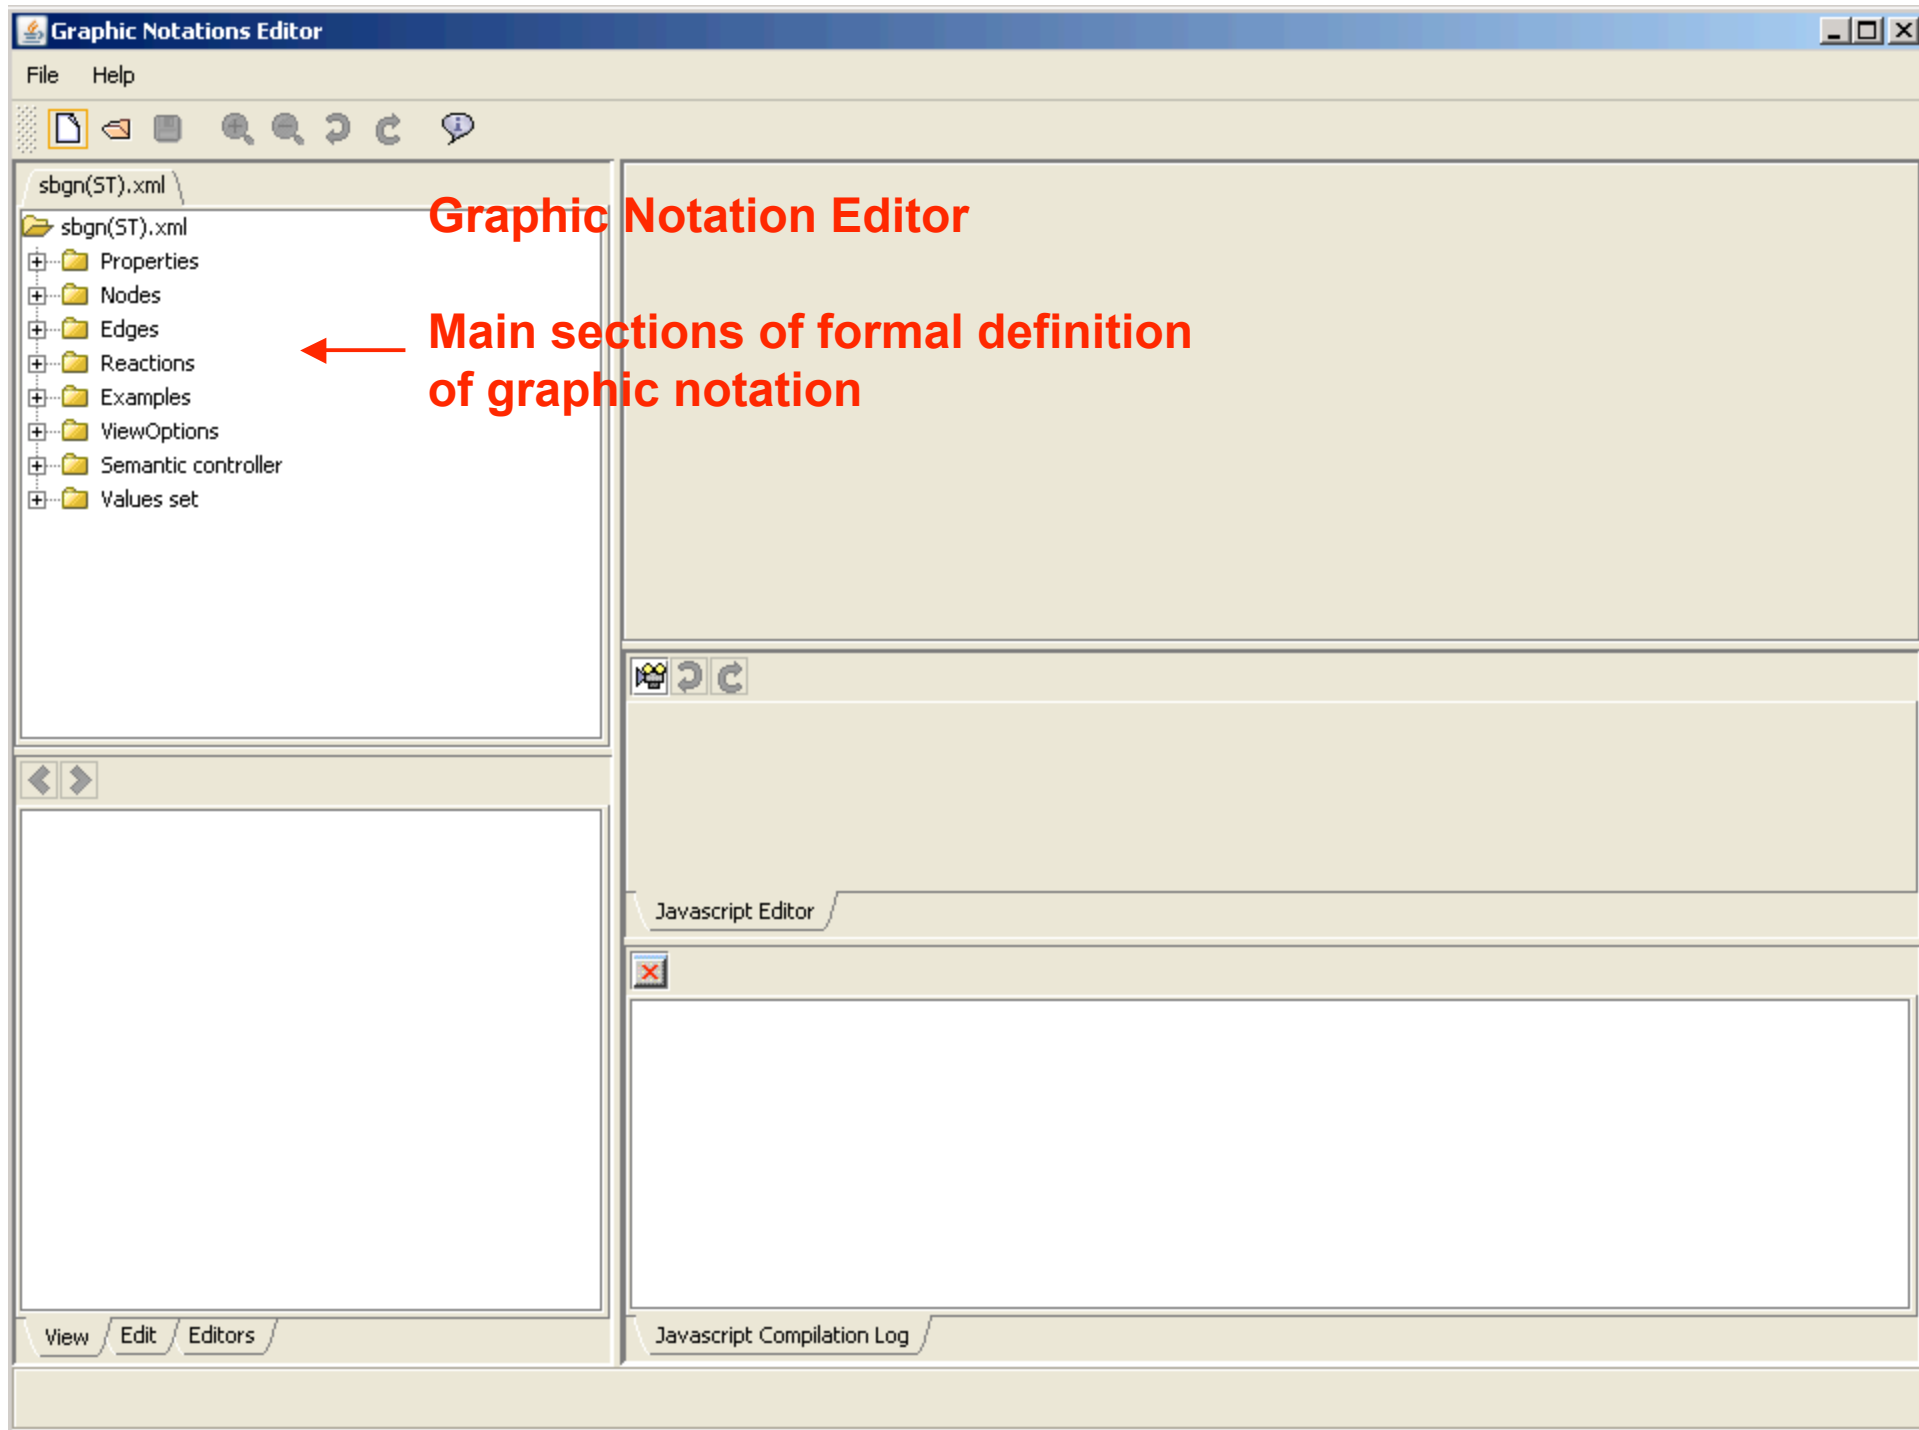 Graphic Notations Editor
File Help
sbgn(ST).xml
sbgn(ST).xml
Properties
Nodes
Edges
Reactions
Examples
ViewOptions
Semantic controller
Values set
Graphic Notation Editor
Main sections of formal definition
of graphic notation
Javascript Editor
View Edit Editors
Javascript Compilation Log